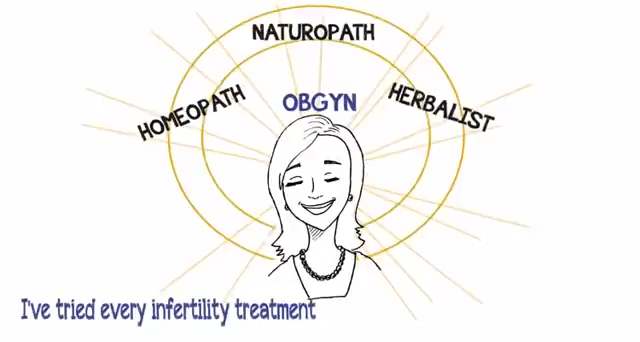 NATUROPATH
HOMEOPATH
OBGYN
HERBALIST
I've tried every infertility treatment